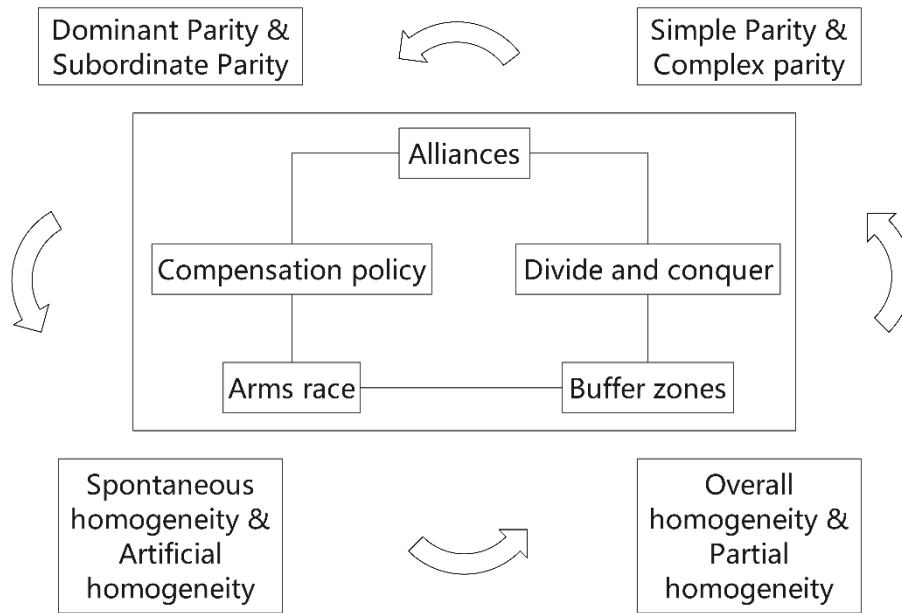 Dominant Parity &
Subordinate Parity
Simple Parity &
Complex parity
Alliances
Compensation policy
Divide and conquer
Arms race
Buffer zones
Spontaneous
homogeneity &
Artificial
homogeneity
Overall
homogeneity &
Partial
homogeneity